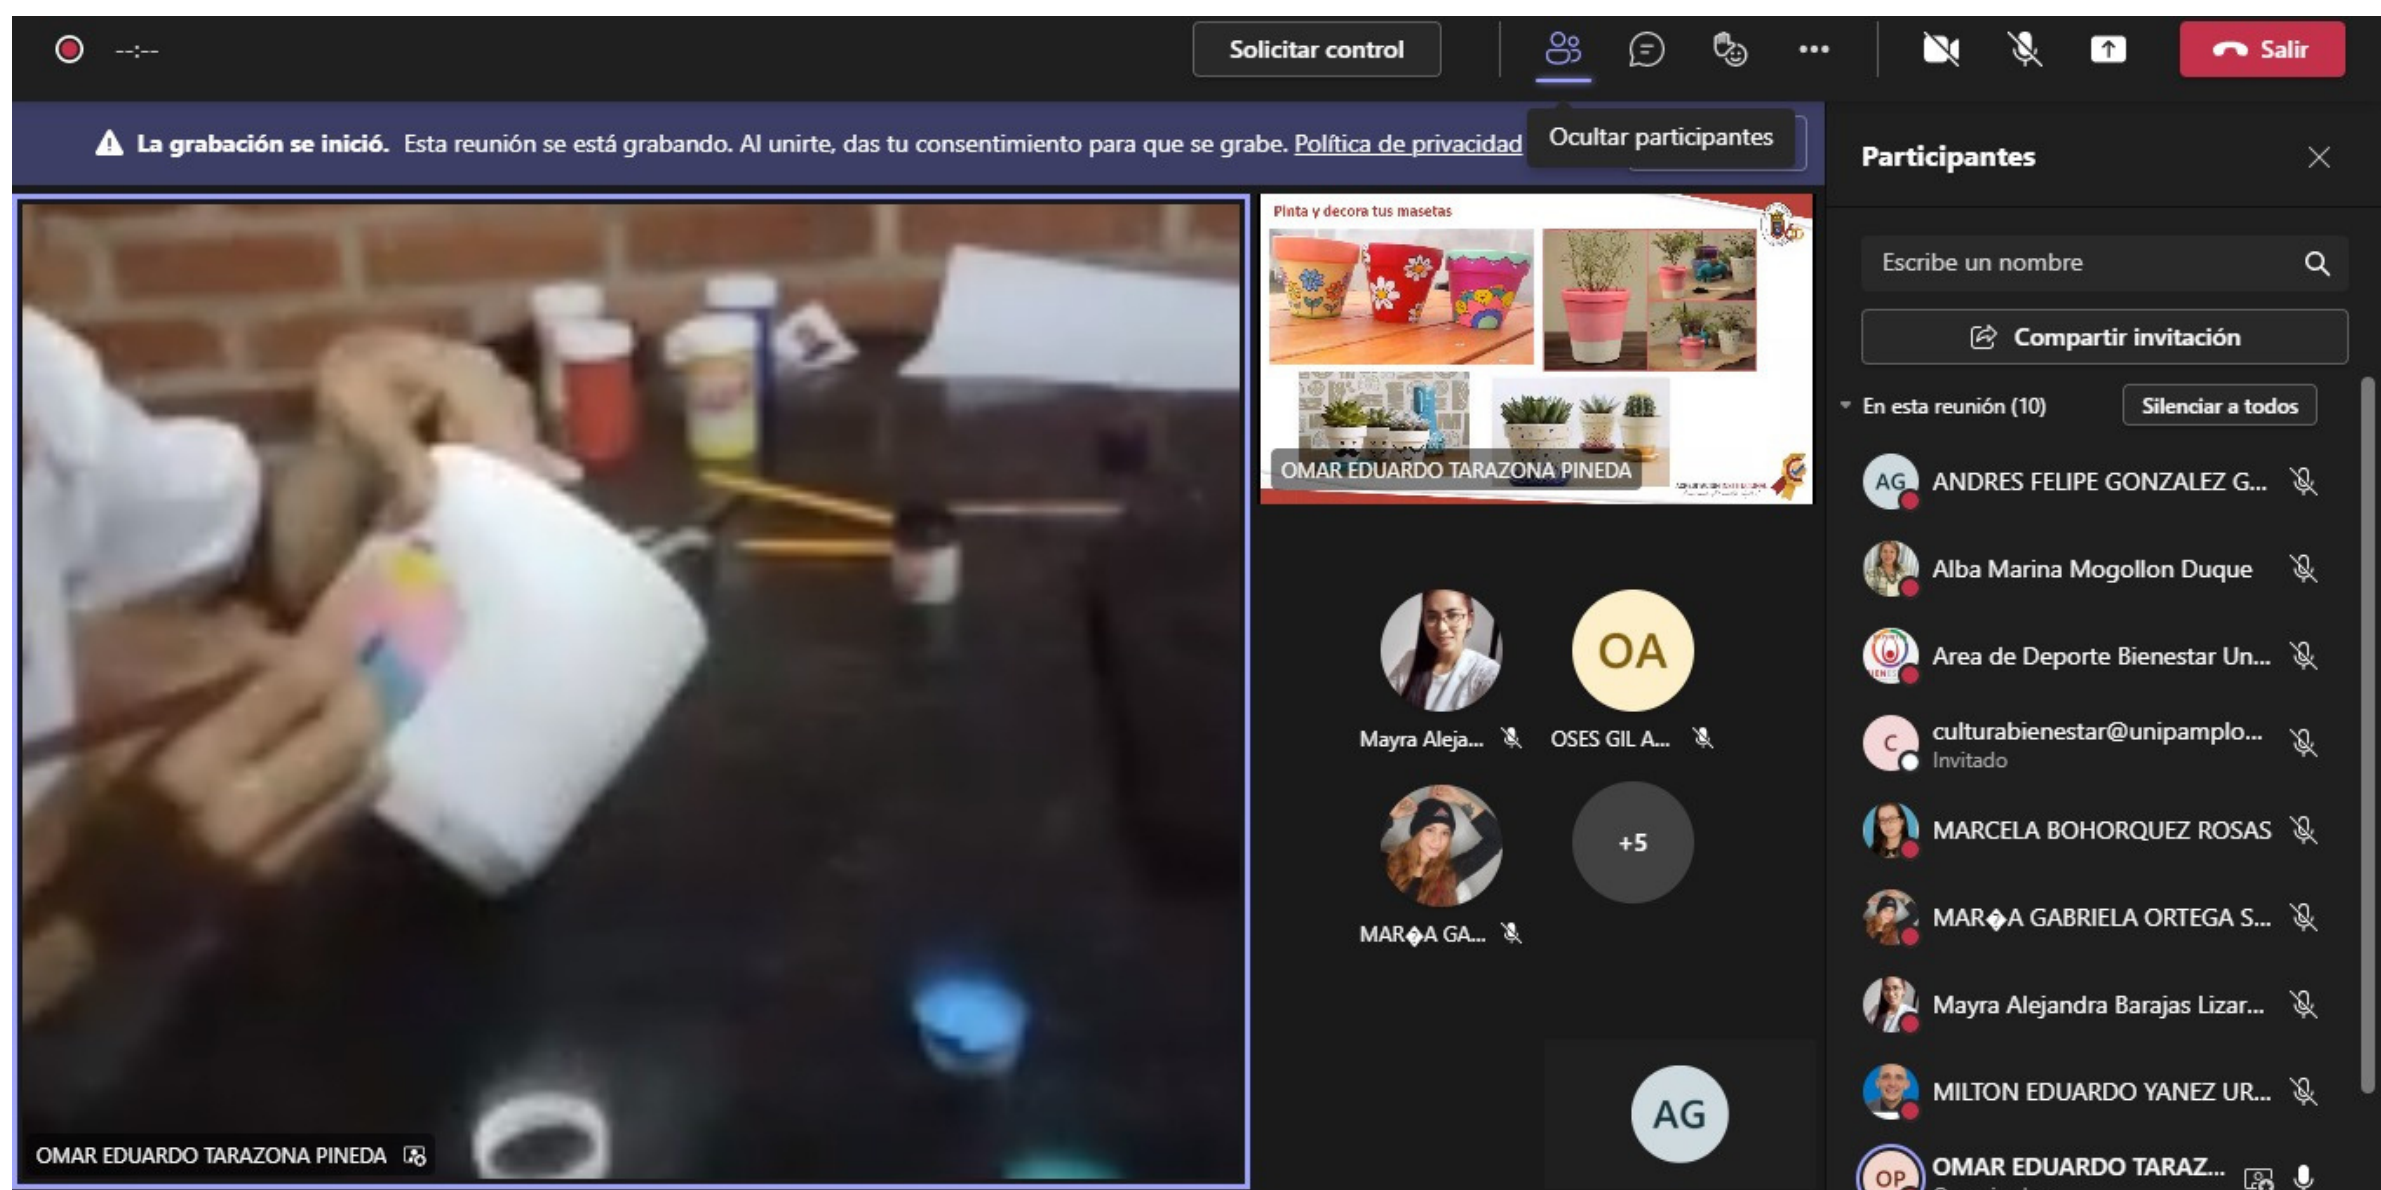 --:--
Solicitar control
Salir
La grabación se inició. Esta reunión se está grabando. Al unirte, das tu consentimiento para que se grabe. Política de privacidad
Ocultar participantes
Pinta y decora tus masetas
OMAR EDUARDO TARAZONA PINEDA
Mayra Aleja...
OA
OSES GIL A...
MAR�A GA...
+5
AG
OMAR EDUARDO TARAZONA PINEDA
Participantes
Escribe un nombre
Compartir invitación
En esta reunión (10)
Silenciar a todos
AG
ANDRES FELIPE GONZALEZ G...
Alba Marina Mogollon Duque
Area de Deporte Bienestar Un...
C
culturabienestar@unipamplo...
Invitado
MARCELA BOHORQUEZ ROSAS
MAR�A GABRIELA ORTEGA S...
Mayra Alejandra Barajas Lizar...
MILTON EDUARDO YANEZ UR...
OP
OMAR EDUARDO TARAZ...